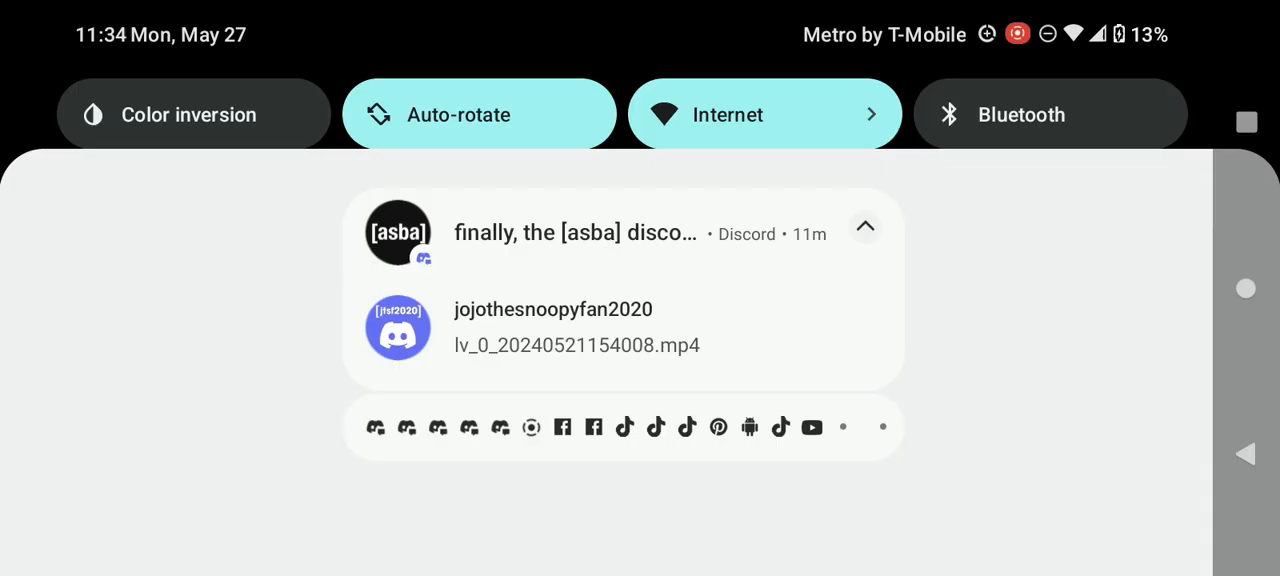 11:34 Mon, May 27 Metro by T-Mobile 13%
Color inversion Auto-rotate Internet Bluetooth
[asba] finally, the [asba] disco… • Discord • 11m
[jfsf2020] jojothesnoopyfan2020
lv_0_20240521154008.mp4